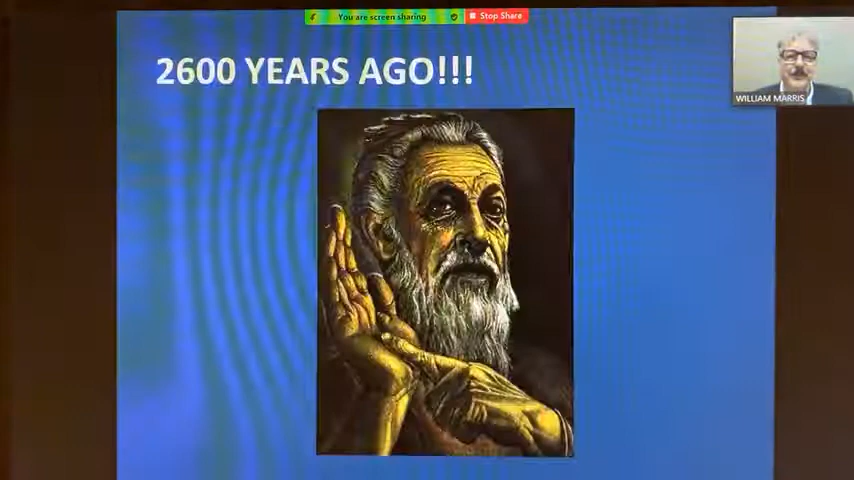 You are screen sharing
Stop Share
2600 YEARS AGO!!!
WILLIAM MARRIS